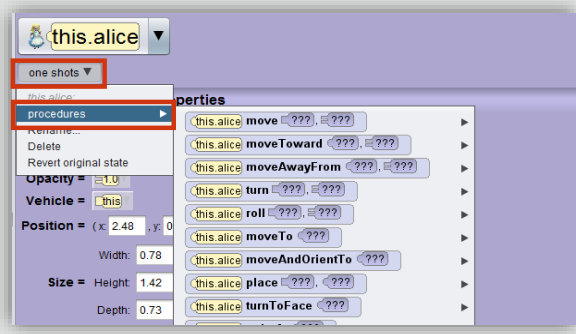 this.alice
one shots
this.alice:
procedures
Rename...
Delete
Revert original state
perties
this.alice move ???, ???
this.alice moveToward ???, ???
this.alice moveAwayFrom ???, ???
this.alice turn ???, ???
this.alice roll ???, ???
this.alice moveTo ???
this.alice moveAndOrientTo ???
this.alice place ???, ???
this.alice turnToFace ???
Opacity = 1.0
Vehicle = this
Position = ( x: 2.48 , y: 0
Width: 0.78
Size = Height: 1.42
Depth: 0.73